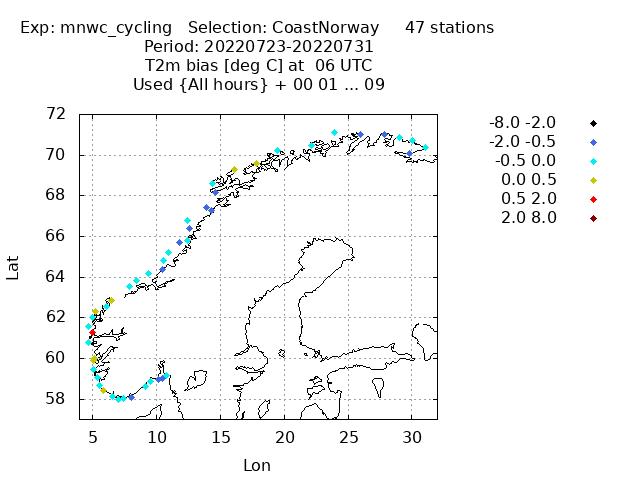 Exp: mnwc_cycling   Selection: CoastNorway     47 stations
Period: 20220723-20220731
T2m bias [deg C] at  06 UTC
Used {All hours} + 00 01 ... 09
72
70
68
66
64
62
60
58
Lat
5 10 15 20 25 30
Lon
-8.0 -2.0
-2.0 -0.5
-0.5 0.0
0.0 0.5
0.5 2.0
2.0 8.0